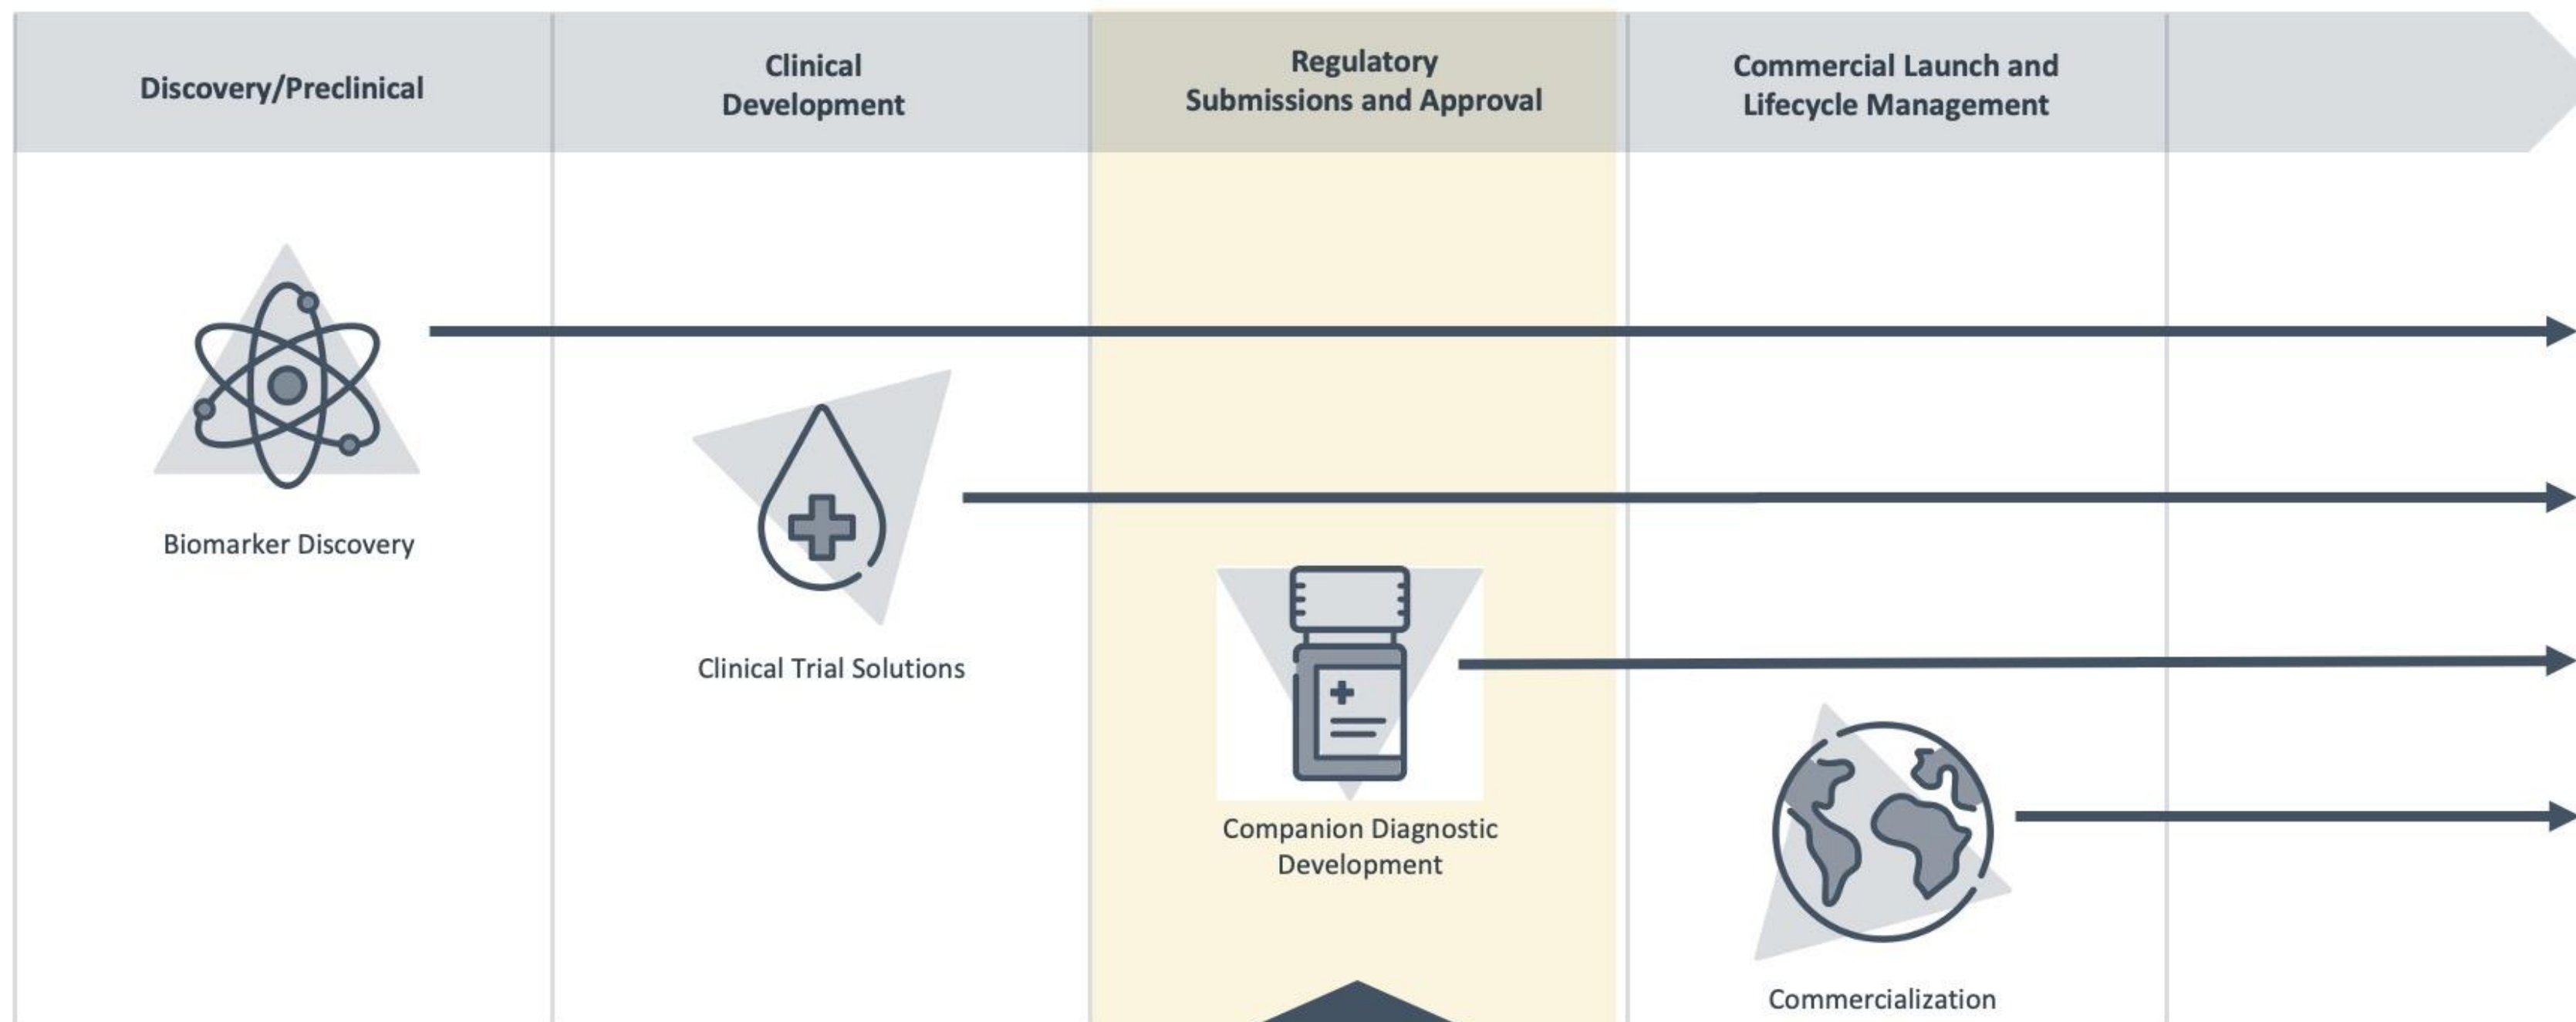 Discovery/Preclinical
Clinical
Development
Regulatory
Submissions and Approval
Commercial Launch and
Lifecycle Management
Biomarker Discovery
Clinical Trial Solutions
Companion Diagnostic
Development
Commercialization